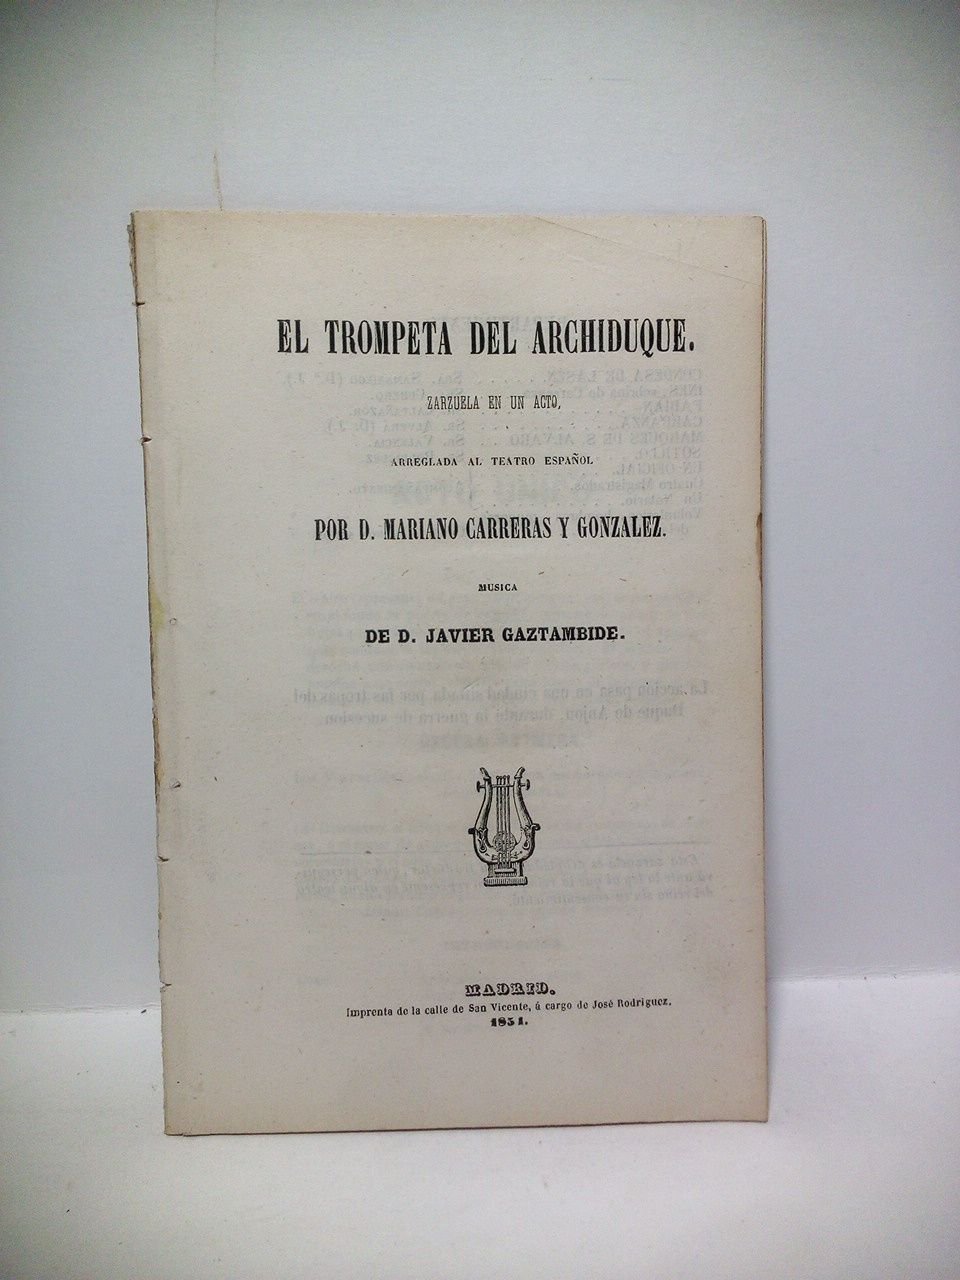 EL TROMPETA DEL ARCHIDUQUE.
ZARZUELA EN UN ACTO,
ARREGLADA AL TEATRO ESPAÑOL
POR D. MARIANO CARRERAS Y GONZALEZ.
MUSICA
DE D. JAVIER GAZTAMBIDE.
MADRID.
Imprenta de la calle de San Vicente, á cargo de José Rodriguez.
1851.